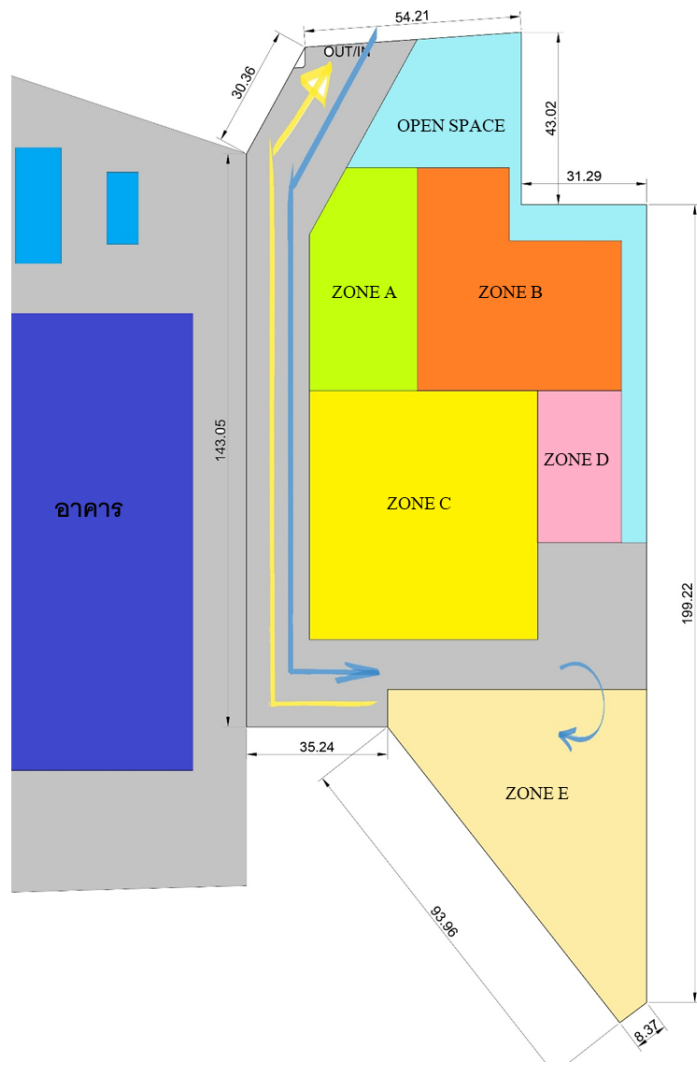 54.21
OUT/IN
30.36
43.02
OPEN SPACE
31.29
ZONE A
ZONE B
143.05
ZONE D
ZONE C
อาคาร
199.22
35.24
ZONE E
93.96
8.37